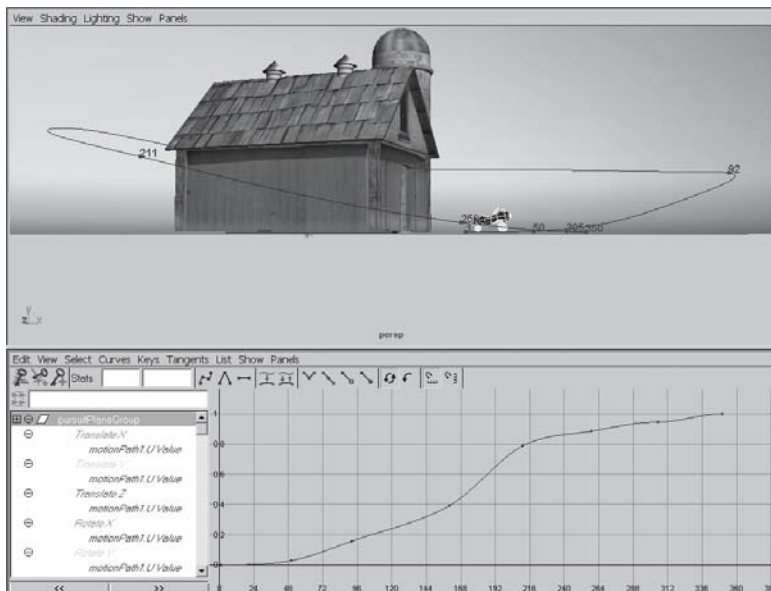 View Shading Lighting Show Panels
211
92
50
persp
Edit View Select Curves Keys Tangents List Show Panels
Stats
pursuitPlaneGroup
Translate X
motionPath1.U Value
Translate Y
motionPath1.U Value
Translate Z
motionPath1.U Value
Rotate X
motionPath1.U Value
Rotate Y
motionPath1.U Value
<< >>
1
0.8
0.6
0.4
0.2
0
0 24 48 72 96 120 144 168 192 216 240 264 288 312 336 360